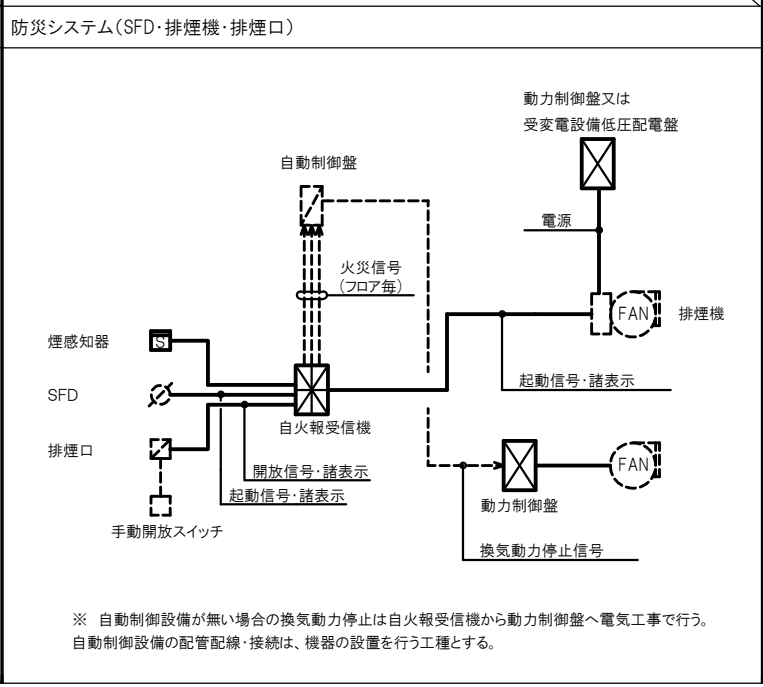 防災システム(SFD･排煙機･排煙口)
動力制御盤又は
受変電設備低圧配電盤
自動制御盤
電源
火災信号
(フロア毎)
FAN
排煙機
煙感知器
S
起動信号･諸表示
SFD
自火報受信機
排煙口
開放信号･諸表示
FAN
起動信号･諸表示
動力制御盤
手動開放スイッチ
換気動力停止信号
※ 自動制御設備が無い場合の換気動力停止は自火報受信機から動力制御盤へ電気工事で行う。
自動制御設備の配管配線･接続は、機器の設置を行う工種とする。